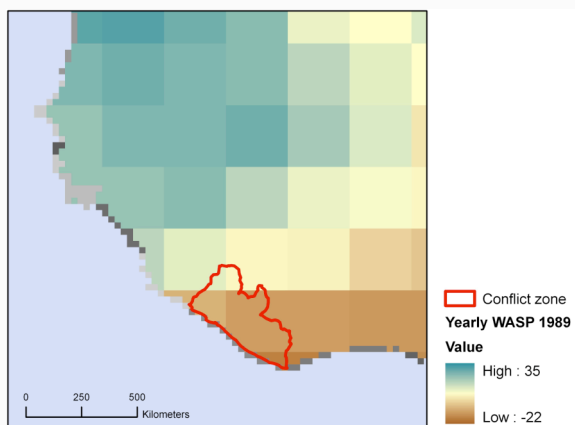 0 250 500
Kilometers
Conflict zone
Yearly WASP 1989
Value
High : 35
Low : -22